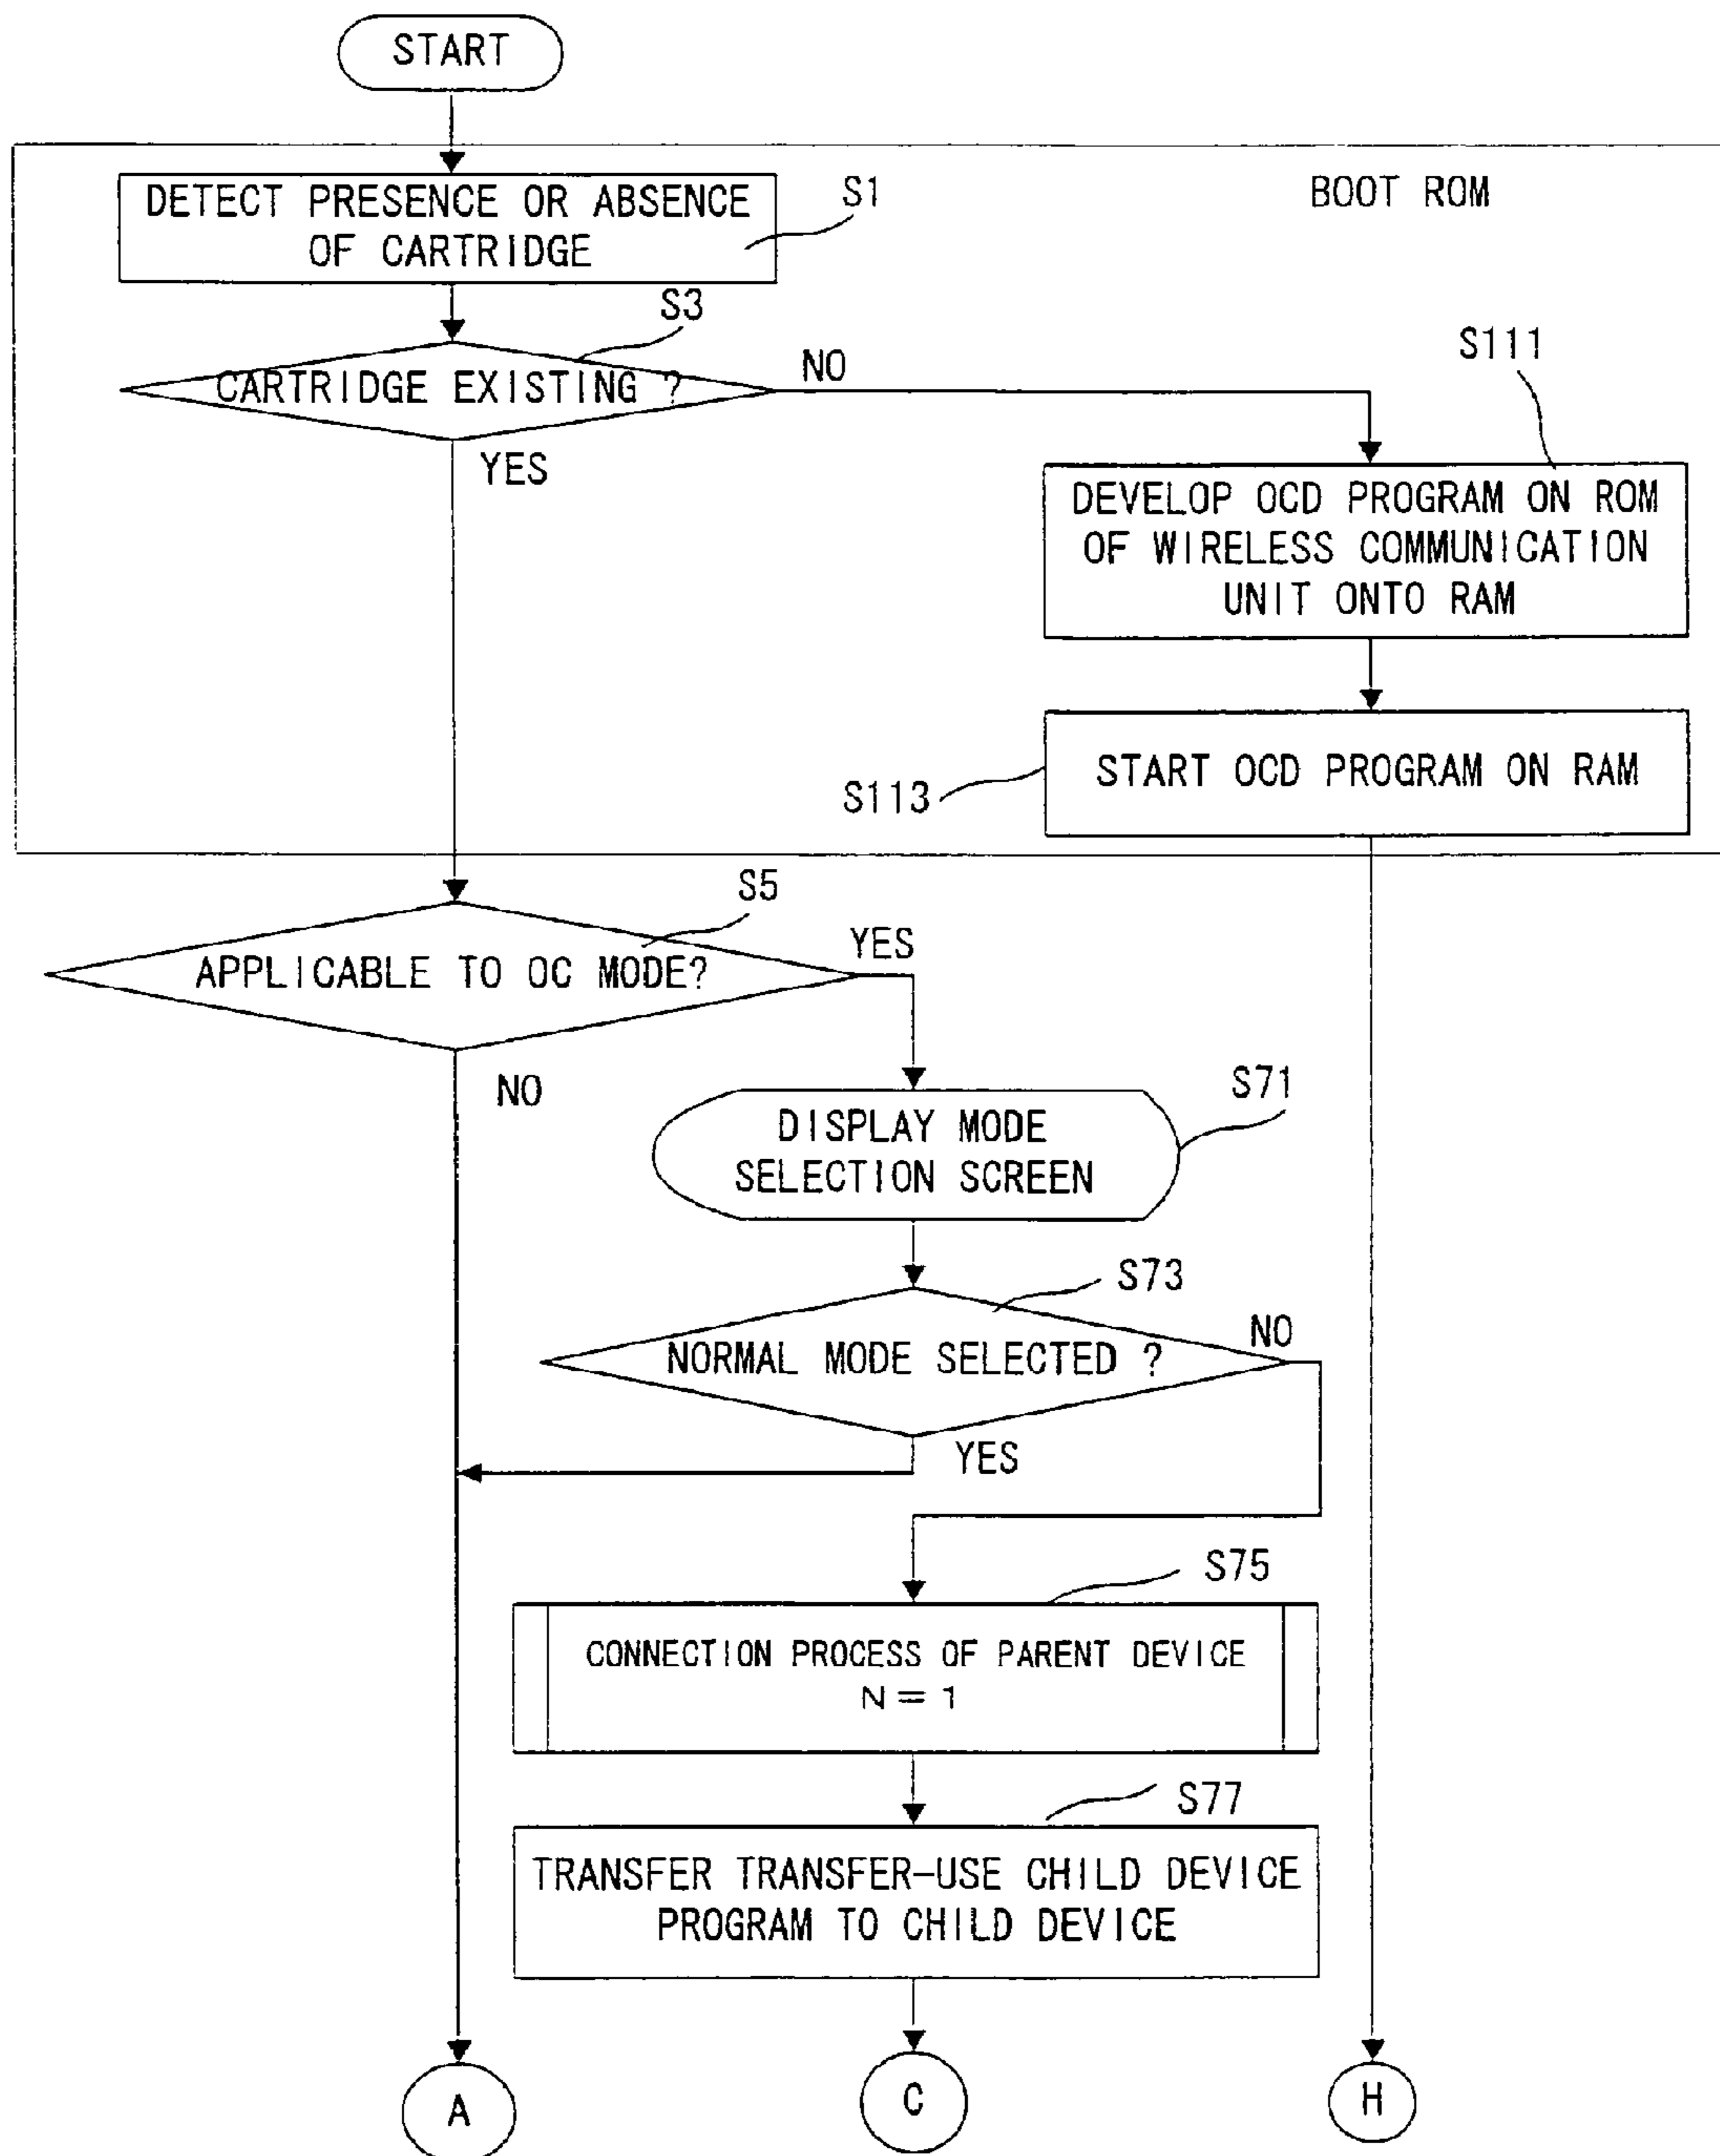 START
BOOT ROM
DETECT PRESENCE OR ABSENCE
OF CARTRIDGE
S1
S3
CARTRIDGE EXISTING ?
NO
YES
S111
DEVELOP OCD PROGRAM ON ROM
OF WIRELESS COMMUNICATION
UNIT ONTO RAM
START OCD PROGRAM ON RAM
S113
S5
APPLICABLE TO OC MODE?
YES
NO
S71
DISPLAY MODE
SELECTION SCREEN
S73
NORMAL MODE SELECTED ?
NO
YES
S75
CONNECTION PROCESS OF PARENT DEVICE
N = 1
S77
TRANSFER TRANSFER-USE CHILD DEVICE
PROGRAM TO CHILD DEVICE
A
C
H